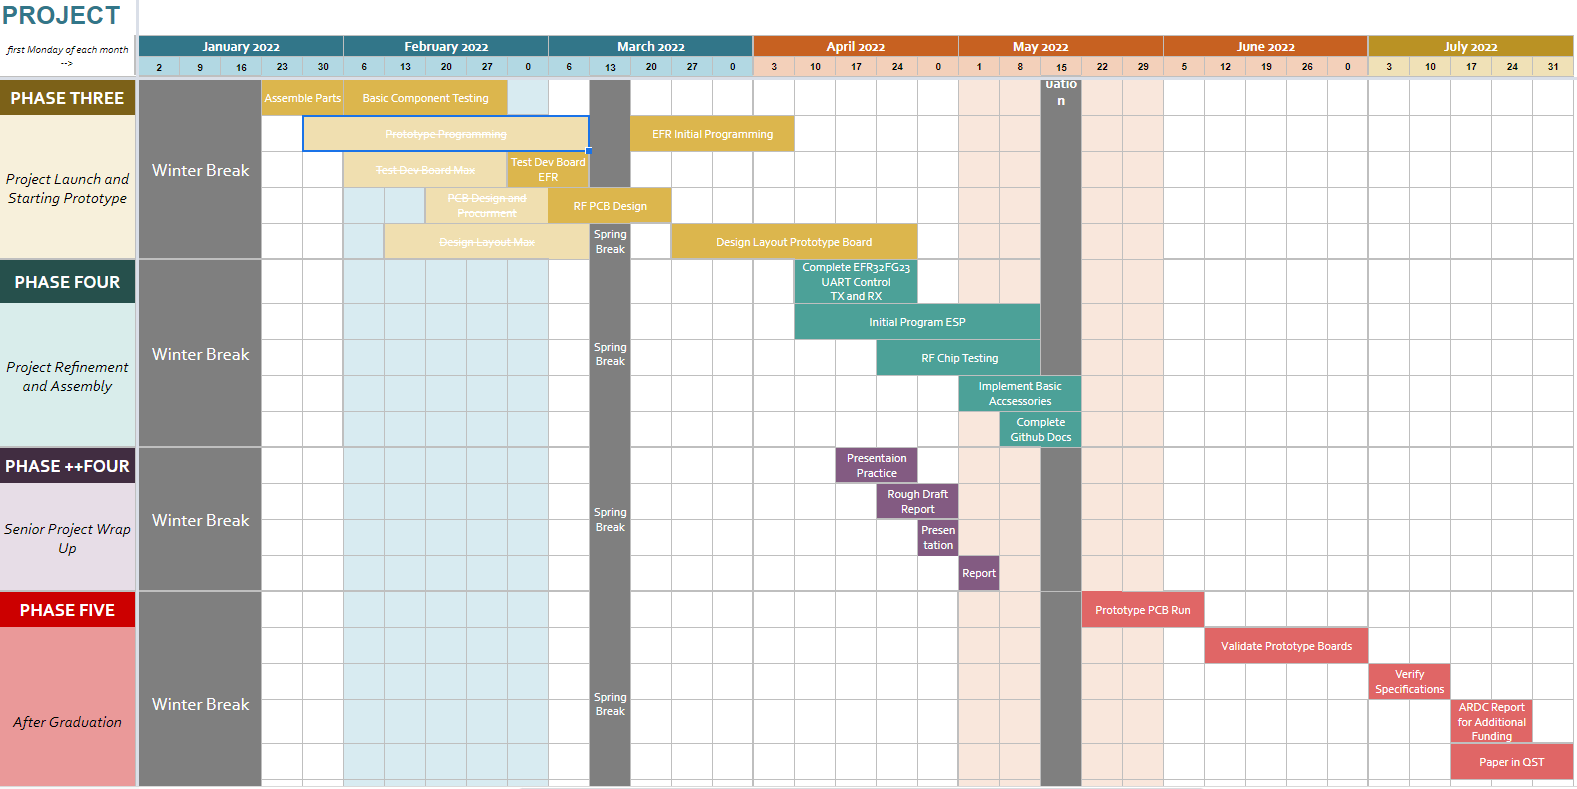 PROJECT
first Monday of each month
-->
January 2022 February 2022 March 2022 April 2022 May 2022 June 2022 July 2022
2 9 16 23 30 6 13 20 27 0 6 13 20 27 0 3 10 17 24 0 1 8 15 22 29 5 12 19 26 0 3 10 17 24 31
PHASE THREE
Assemble Parts
Basic Component Testing
uatio
n
Prototype Programming
EFR Initial Programming
Winter Break
Project Launch and
Starting Prototype
Test Dev Board Max
Test Dev Board
EFR
PCB Design and
Procurment
RF PCB Design
Design Layout Max
Spring
Break
Design Layout Prototype Board
PHASE FOUR
Complete EFR32FG23
UART Control
TX and RX
Initial Program ESP
Winter Break
Spring
Break
RF Chip Testing
Project Refinement
and Assembly
Implement Basic
Accsessories
Complete
Github Docs
PHASE ++FOUR
Presentaion
Practice
Rough Draft
Report
Winter Break
Spring
Break
Senior Project Wrap
Up
Presen
tation
Report
PHASE FIVE
Prototype PCB Run
Validate Prototype Boards
Verify
Specifications
Winter Break
Spring
Break
After Graduation
ARDC Report
for Additional
Funding
Paper in QST